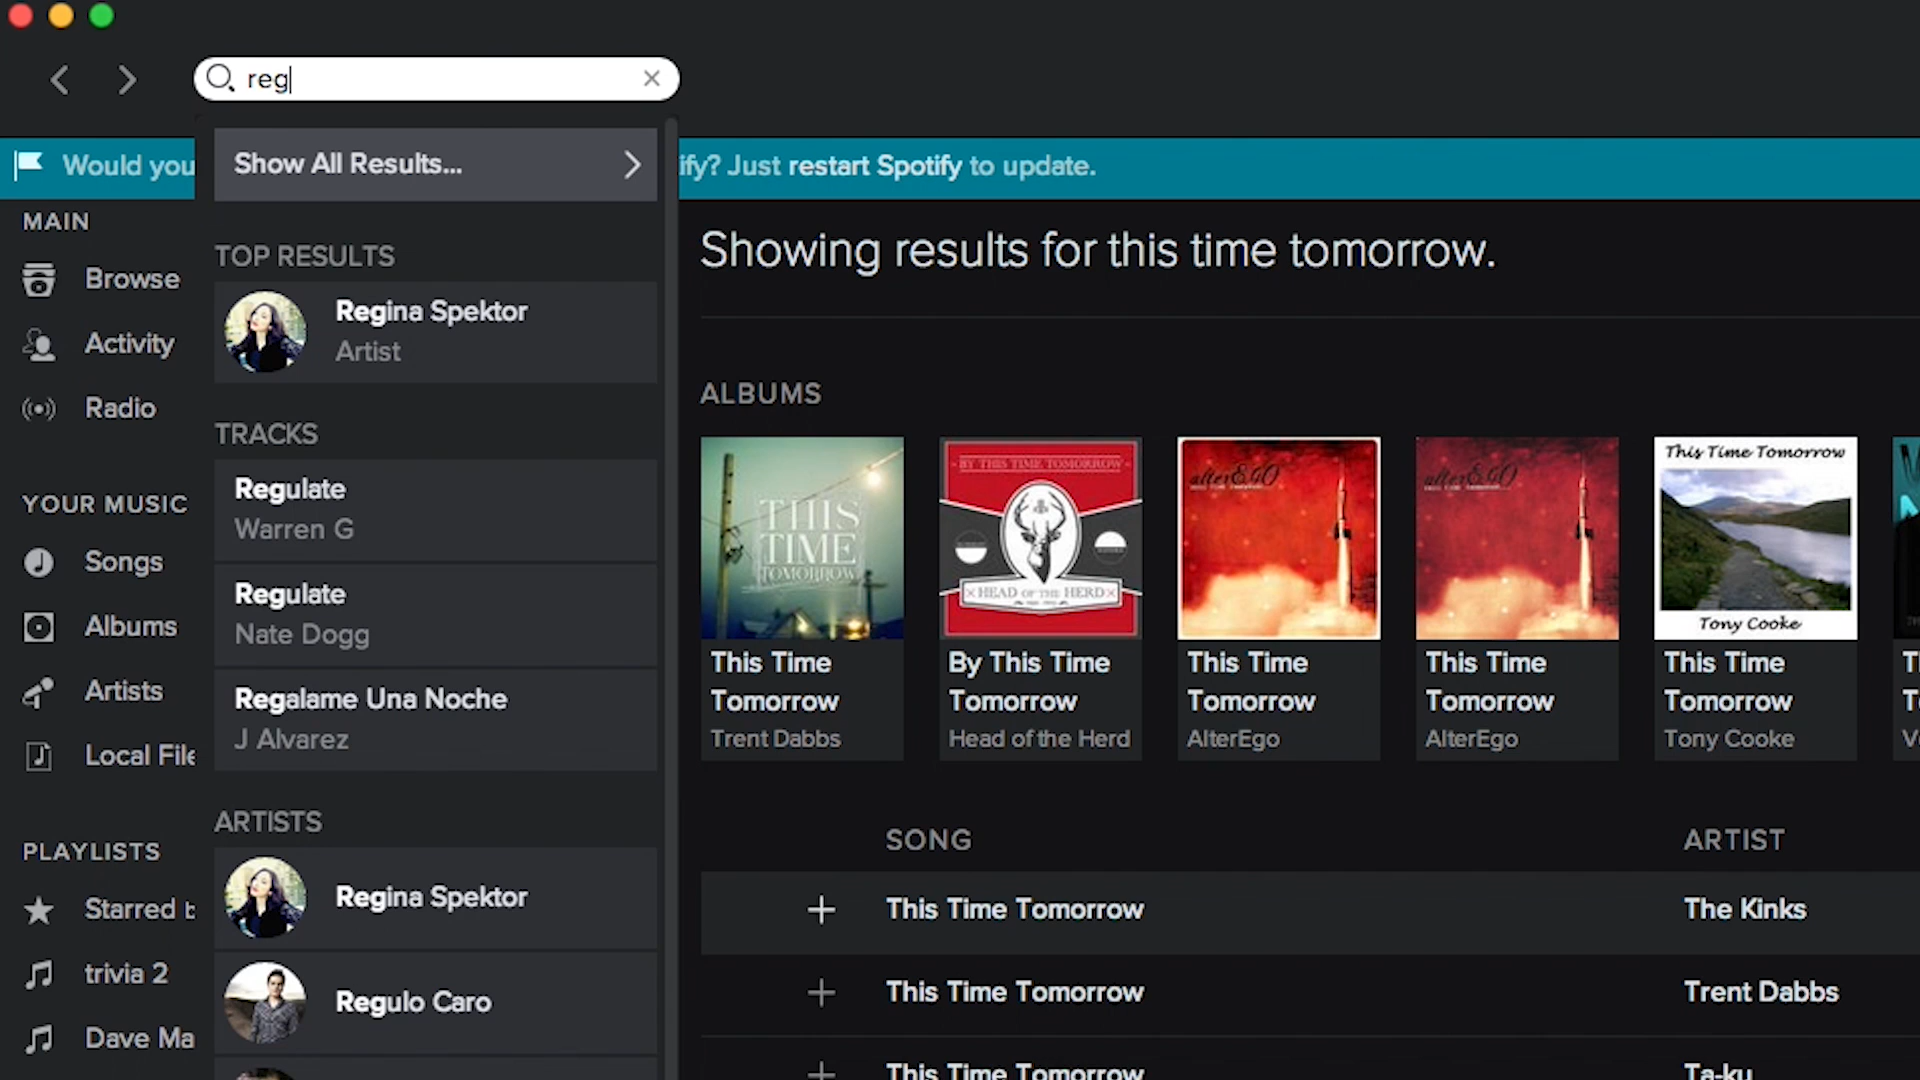 reg
Would you
ify? Just restart Spotify to update.
MAIN
Browse
Activity
Radio
YOUR MUSIC
Songs
Albums
Artists
Local File
PLAYLISTS
Starred b
trivia 2
Dave Ma
Show All Results...
TOP RESULTS
Regina Spektor
Artist
TRACKS
Regulate
Warren G
Regulate
Nate Dogg
Regalame Una Noche
J Alvarez
ARTISTS
Regina Spektor
Regulo Caro
Showing results for this time tomorrow.
ALBUMS
THIS
TIME
TOMORROW
This Time
Tomorrow
Trent Dabbs
BY THIS TIME TOMORROW
HEAD OF THE HERD
By This Time
Tomorrow
Head of the Herd
alterEGO
This Time
Tomorrow
AlterEgo
alterEGO
This Time
Tomorrow
AlterEgo
This Time Tomorrow
Tony Cooke
This Time
Tomorrow
Tony Cooke
SONG ARTIST
This Time Tomorrow The Kinks
This Time Tomorrow Trent Dabbs
This Time Tomorrow Ta-ku